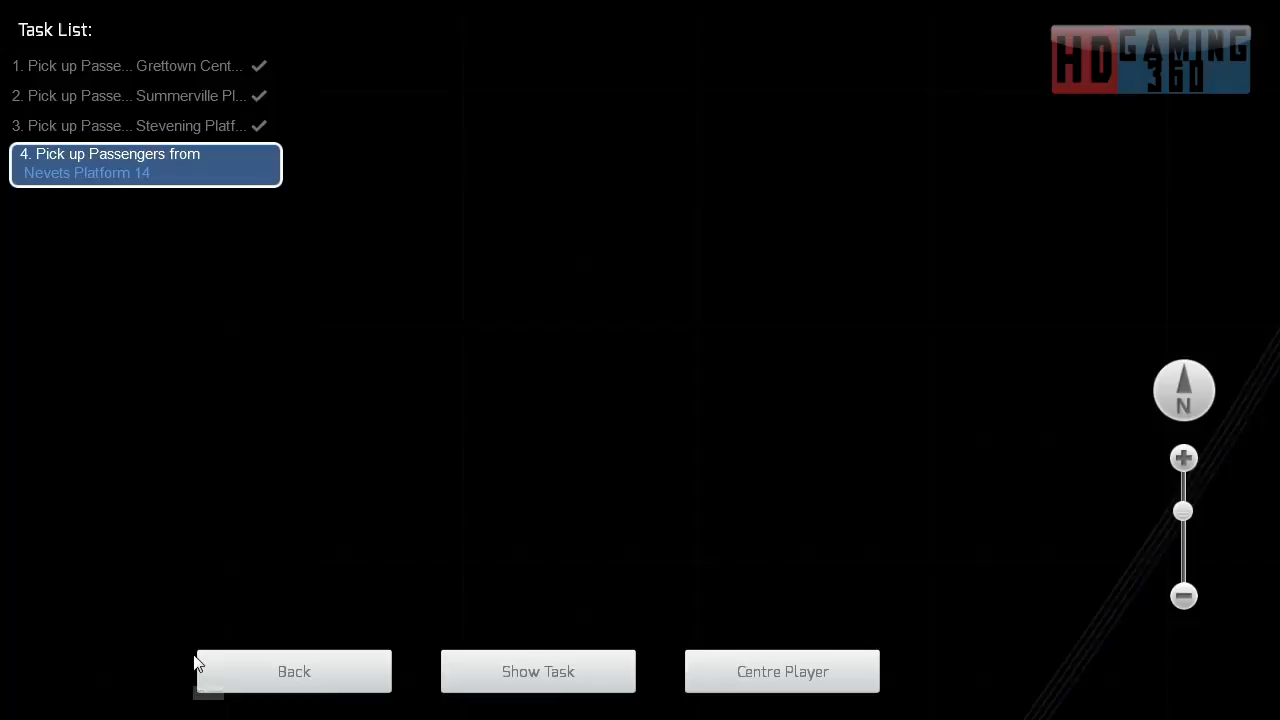 Task List:
HD GAMING 360
1. Pick up Passe... Grettown Cent...
2. Pick up Passe... Summerville Pl...
3. Pick up Passe... Stevening Platf...
4. Pick up Passengers from
Nevets Platform 14
N
Back
Show Task
Centre Player